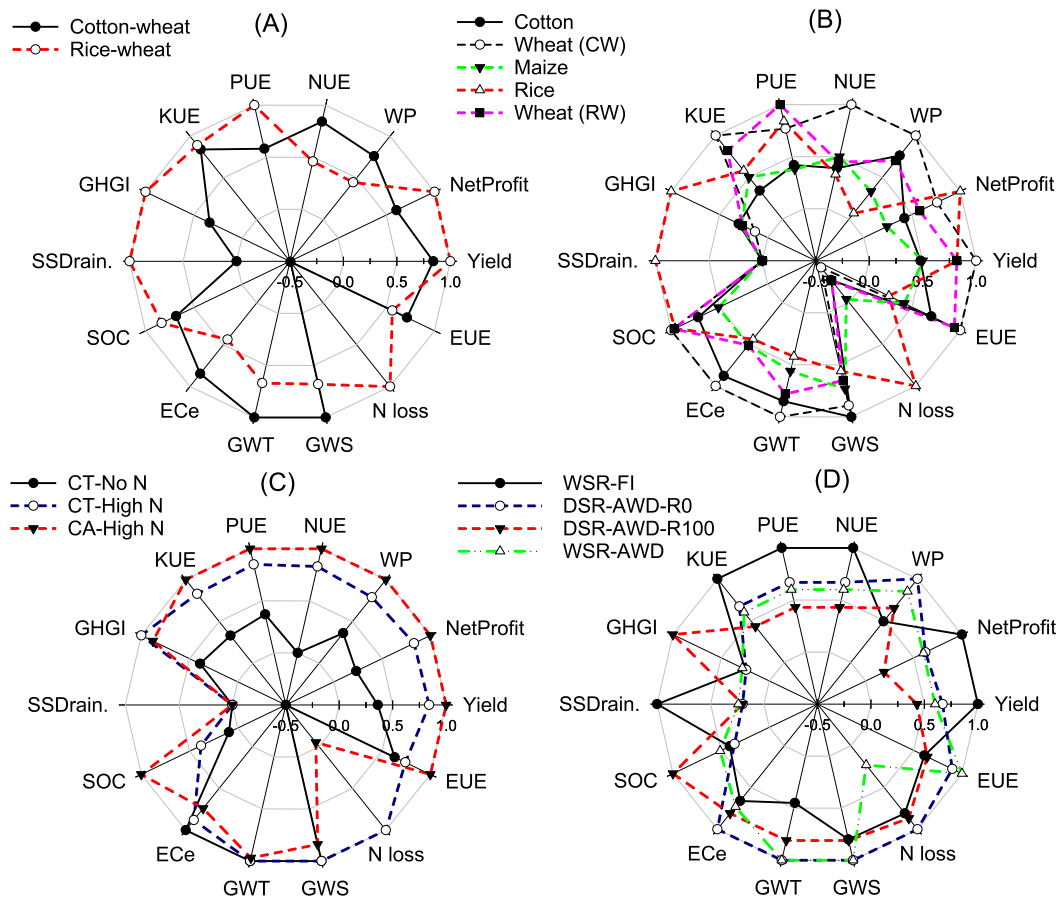 (A)
Cotton-wheat
Rice-wheat
PUE
NUE
KUE
WP
GHGI
NetProfit
SSDrain.
Yield
-0.5 0.0 0.5 1.0
SOC
EUE
ECe
N loss
GWT
GWS
(B)
Cotton
Wheat (CW)
Maize
Rice
Wheat (RW)
PUE
NUE
KUE
WP
GHGI
NetProfit
SSDrain.
Yield
-0.5 0.0 0.5 1.0
SOC
EUE
ECe
N loss
GWT
GWS
(C)
CT-No N
CT-High N
CA-High N
PUE
NUE
KUE
WP
GHGI
NetProfit
SSDrain.
Yield
-0.5 0.0 0.5 1.0
SOC
EUE
ECe
N loss
GWT
GWS
(D)
WSR-FI
DSR-AWD-R0
DSR-AWD-R100
WSR-AWD
PUE
NUE
KUE
WP
GHGI
NetProfit
SSDrain.
Yield
-0.5 0.0 0.5 1.0
SOC
EUE
ECe
N loss
GWT
GWS